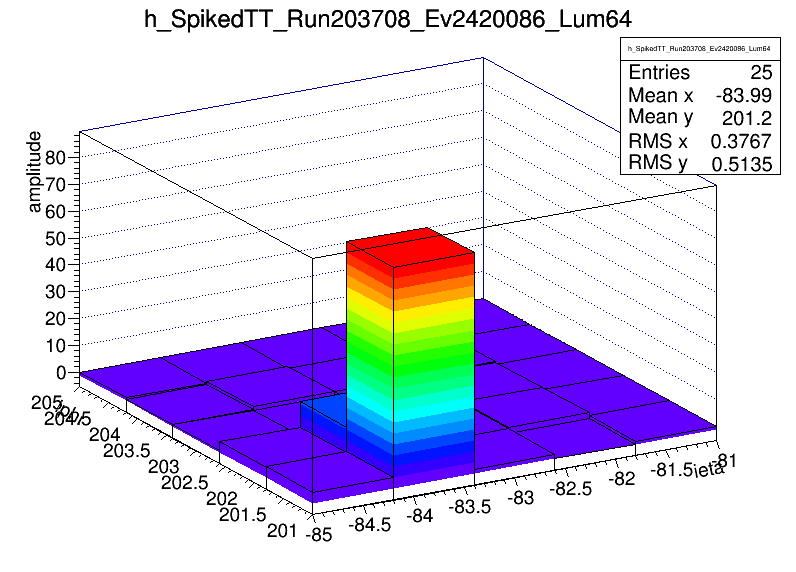 h_SpikedTT_Run203708_Ev2420086_Lum64
h_SpikedTT_Run203708_Ev2420086_Lum64
Entries 25
Mean x -83.99
Mean y 201.2
RMS x 0.3767
RMS y 0.5135
amplitude
80
70
60
50
40
30
20
10
0
205
204.5
204
203.5
203
202.5
202
201.5
201
iphi
-85
-84.5
-84
-83.5
-83
-82.5
-82
-81.5
-81
ieta